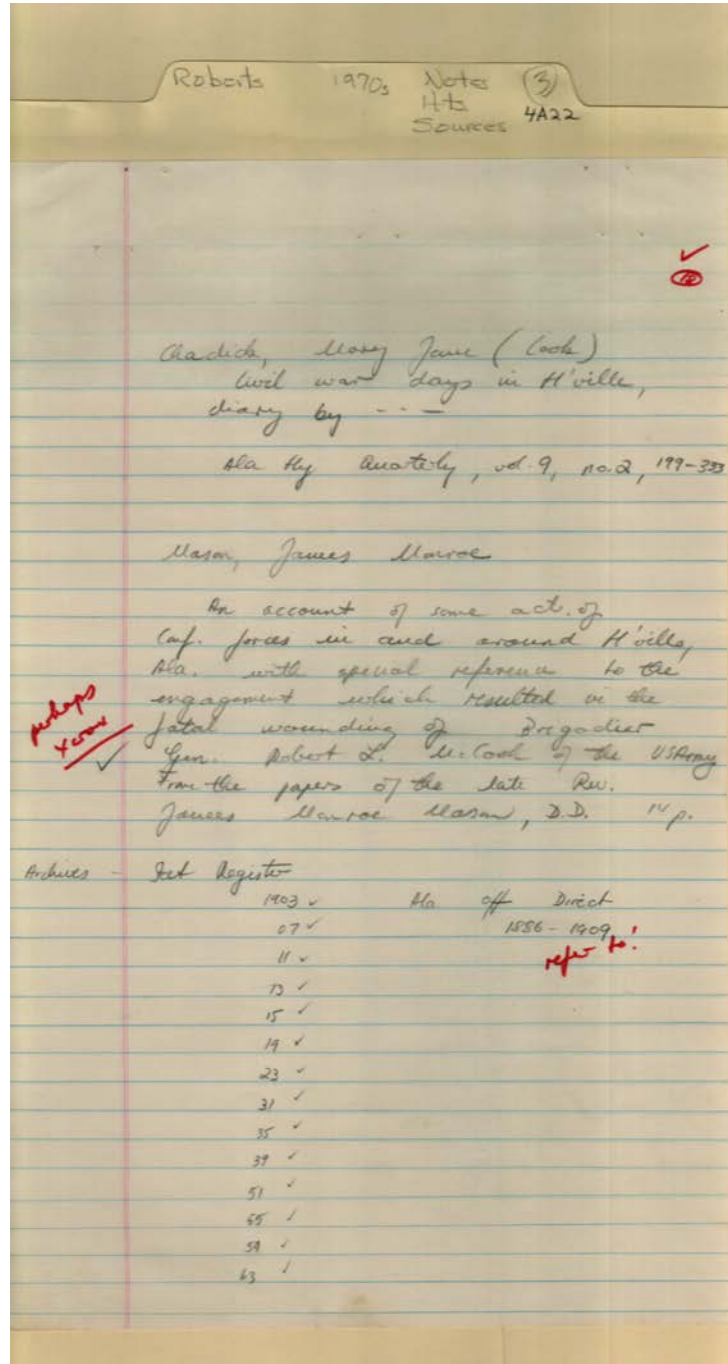 Roberts 1970s Notes (3)
Hts 4A22
Sources
Chadick, Mary Jane (Cook)
Civil war days in H'ville,
diary by - - -
Ala Hy Quarterly, vol. 9, no. 2, 199-333
Mason, James Monroe
An account of some act. of
Conf. forces in and around H'ville,
Ala. with special reference to the
engagement which resulted in the
perhaps
xerox
fatal wounding of Brigadier
✓ Gen. Robert L. McCook of the US Army
From the papers of the late Rev.
James Monroe Mason, D.D. 14 p.
Archives - Register
1903 ✓ Ala off Direct
07 ✓ 1886-1909
11 ✓ refer to!
13 ✓
15 ✓
19 ✓
23 ✓
31 ✓
35 ✓
39 ✓
51 ✓
55 ✓
59 ✓
63 ✓